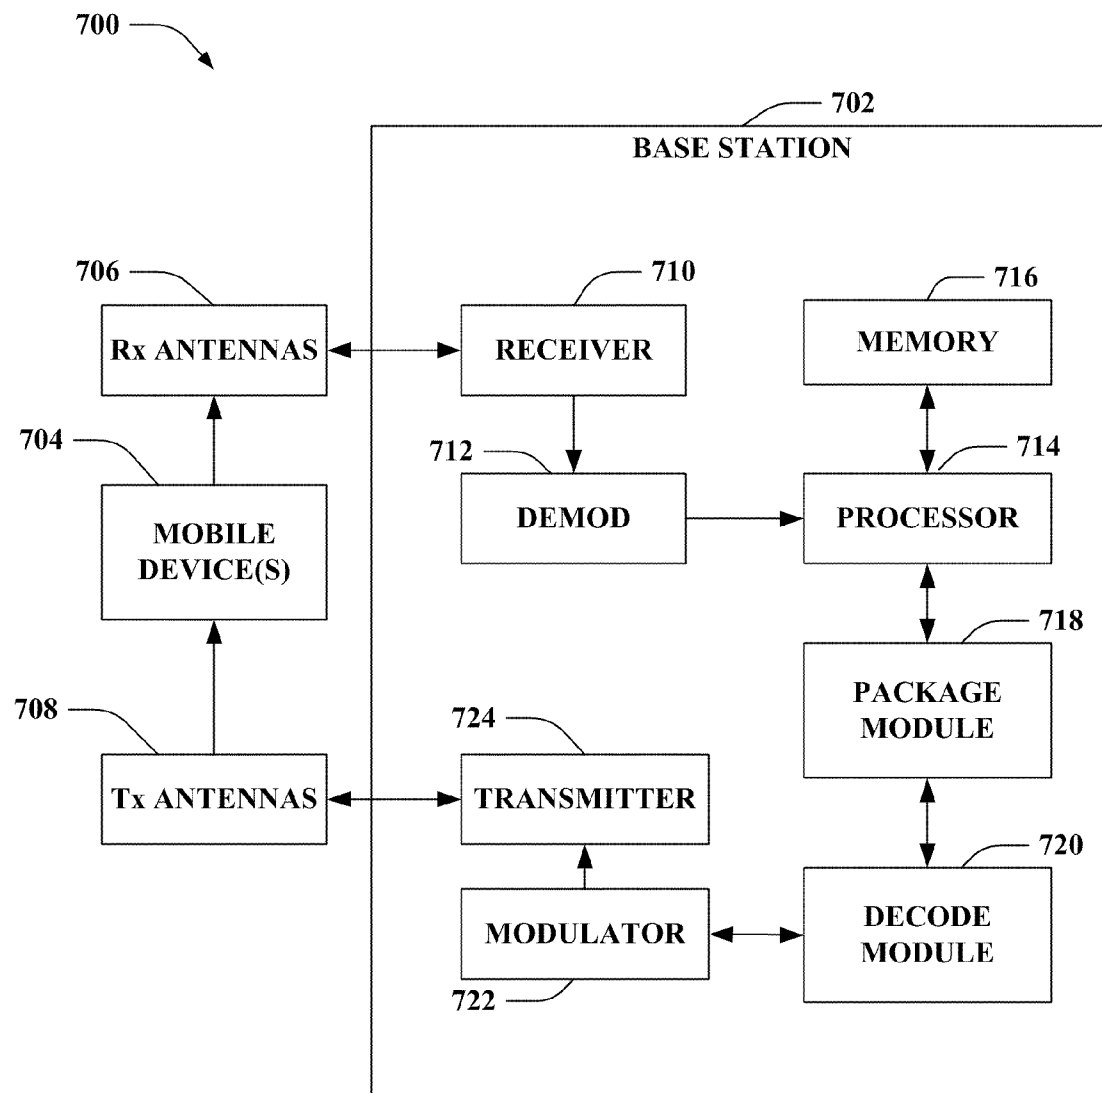 700
702
BASE STATION
706
710
716
Rx ANTENNAS
RECEIVER
MEMORY
704
712
714
MOBILE
DEVICE(S)
DEMOD
PROCESSOR
718
708
724
PACKAGE
MODULE
Tx ANTENNAS
TRANSMITTER
720
MODULATOR
DECODE
MODULE
722